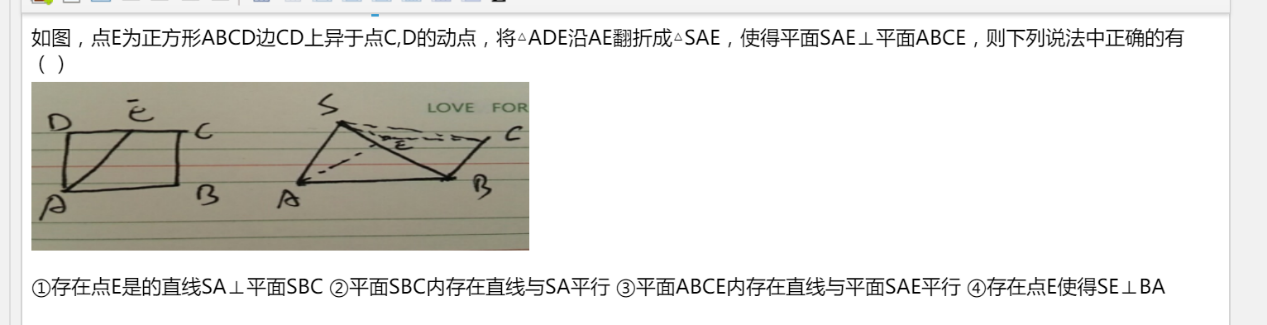 如图，点E为正方形ABCD边CD上异于点C,D的动点，将△ADE沿AE翻折成△SAE，使得平面SAE⊥平面ABCE，则下列说法中正确的有
（ ）
LOVE FOR
D E C
A B
S C
E
A B
①存在点E是的直线SA⊥平面SBC ②平面SBC内存在直线与SA平行 ③平面ABCE内存在直线与平面SAE平行 ④存在点E使得SE⊥BA